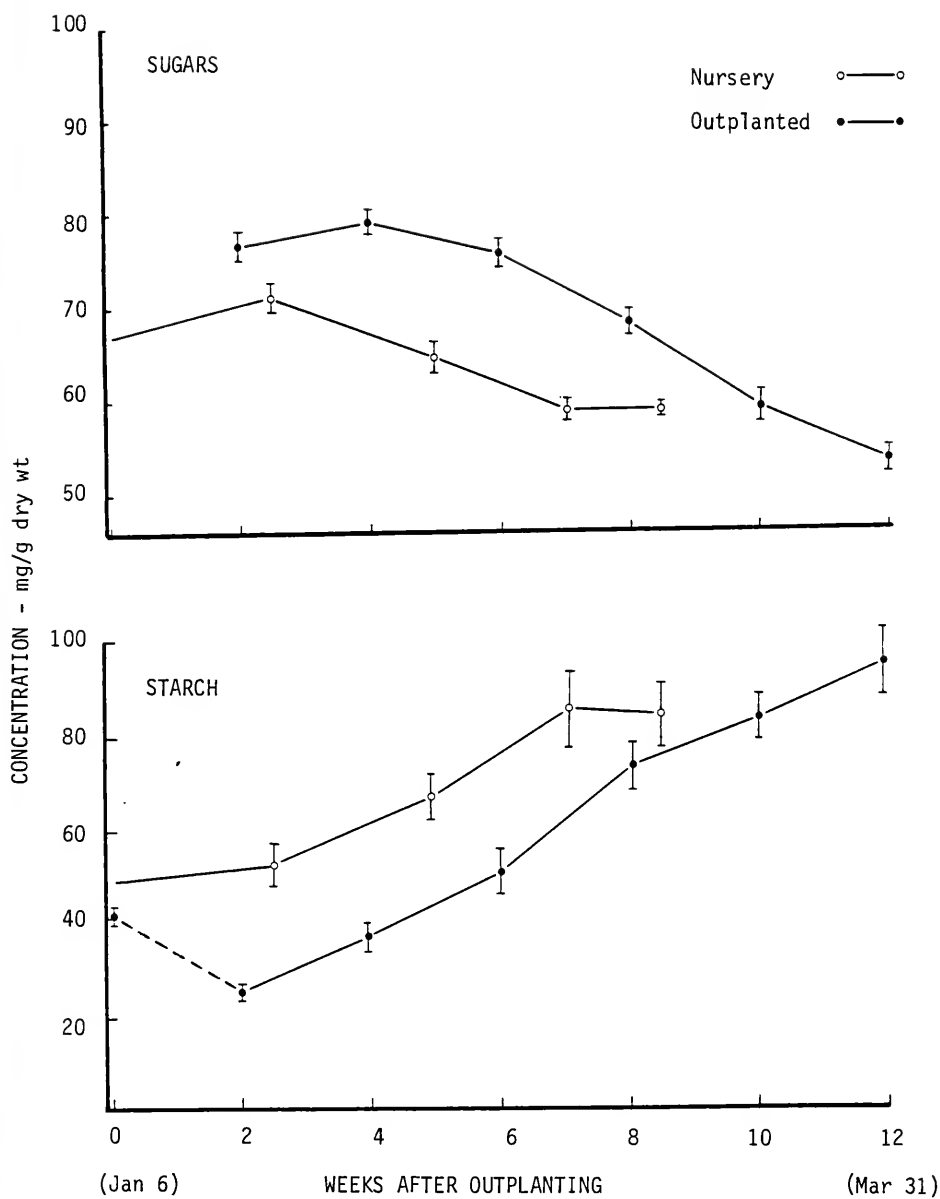 100
SUGARS
Nursery
90
Outplanted
80
70
60
50
CONCENTRATION - mg/g dry wt
100
STARCH
80
60
40
20
0 2 4 6 8 10 12
(Jan 6) WEEKS AFTER OUTPLANTING (Mar 31)